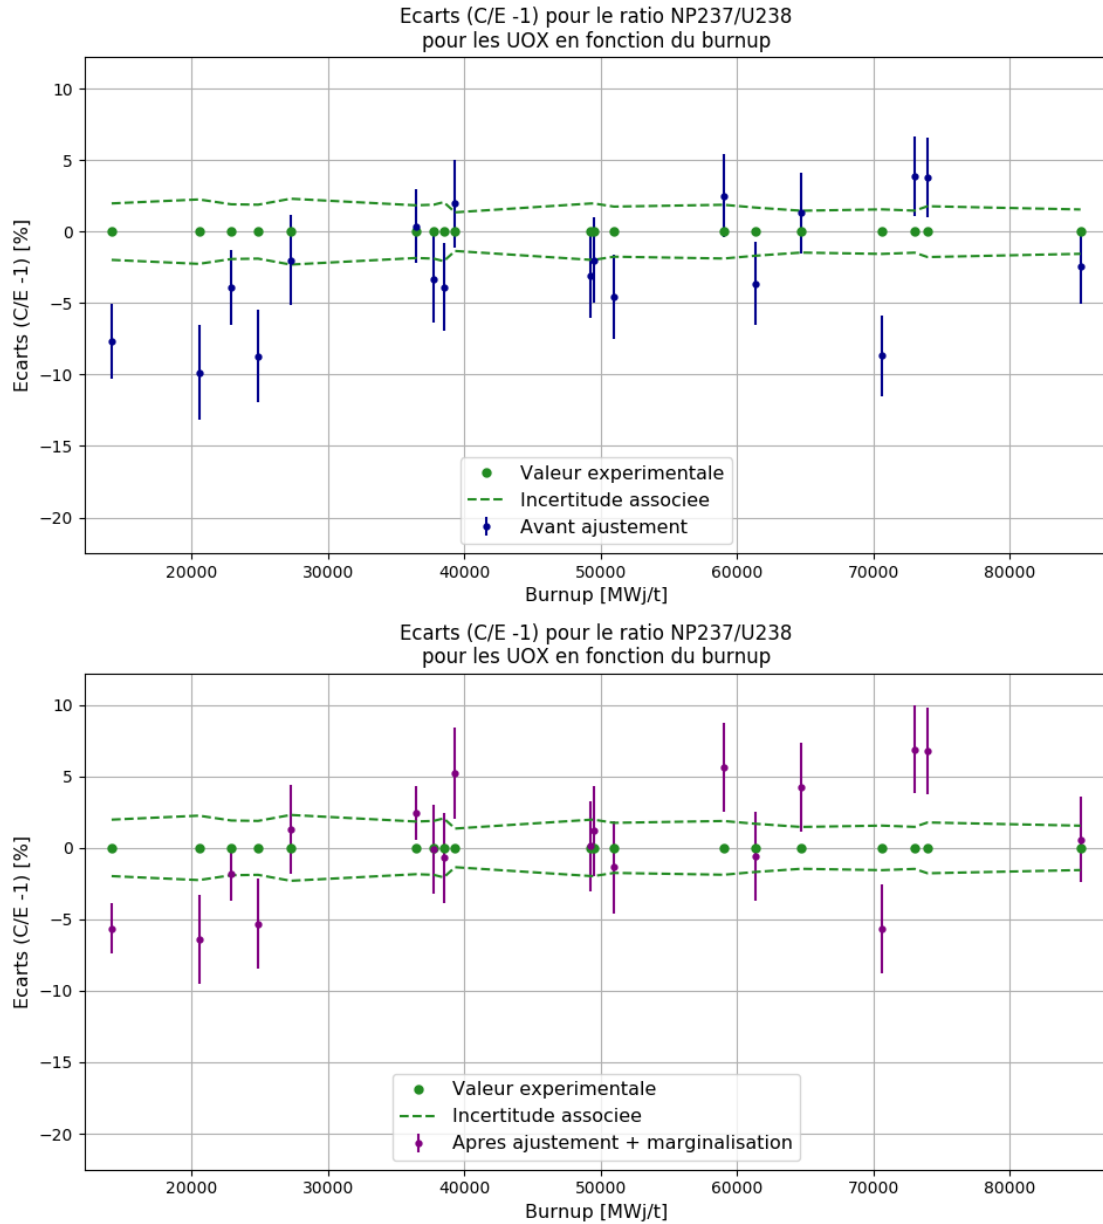 Ecarts (C/E -1) pour le ratio NP237/U238
pour les UOX en fonction du burnup
Ecarts (C/E -1) [%]
10
5
0
−5
−10
−15
−20
Valeur experimentale
Incertitude associee
Avant ajustement
20000 30000 40000 50000 60000 70000 80000
Burnup [MWj/t]
Ecarts (C/E -1) pour le ratio NP237/U238
pour les UOX en fonction du burnup
Ecarts (C/E -1) [%]
10
5
0
−5
−10
−15
−20
Valeur experimentale
Incertitude associee
Apres ajustement + marginalisation
20000 30000 40000 50000 60000 70000 80000
Burnup [MWj/t]